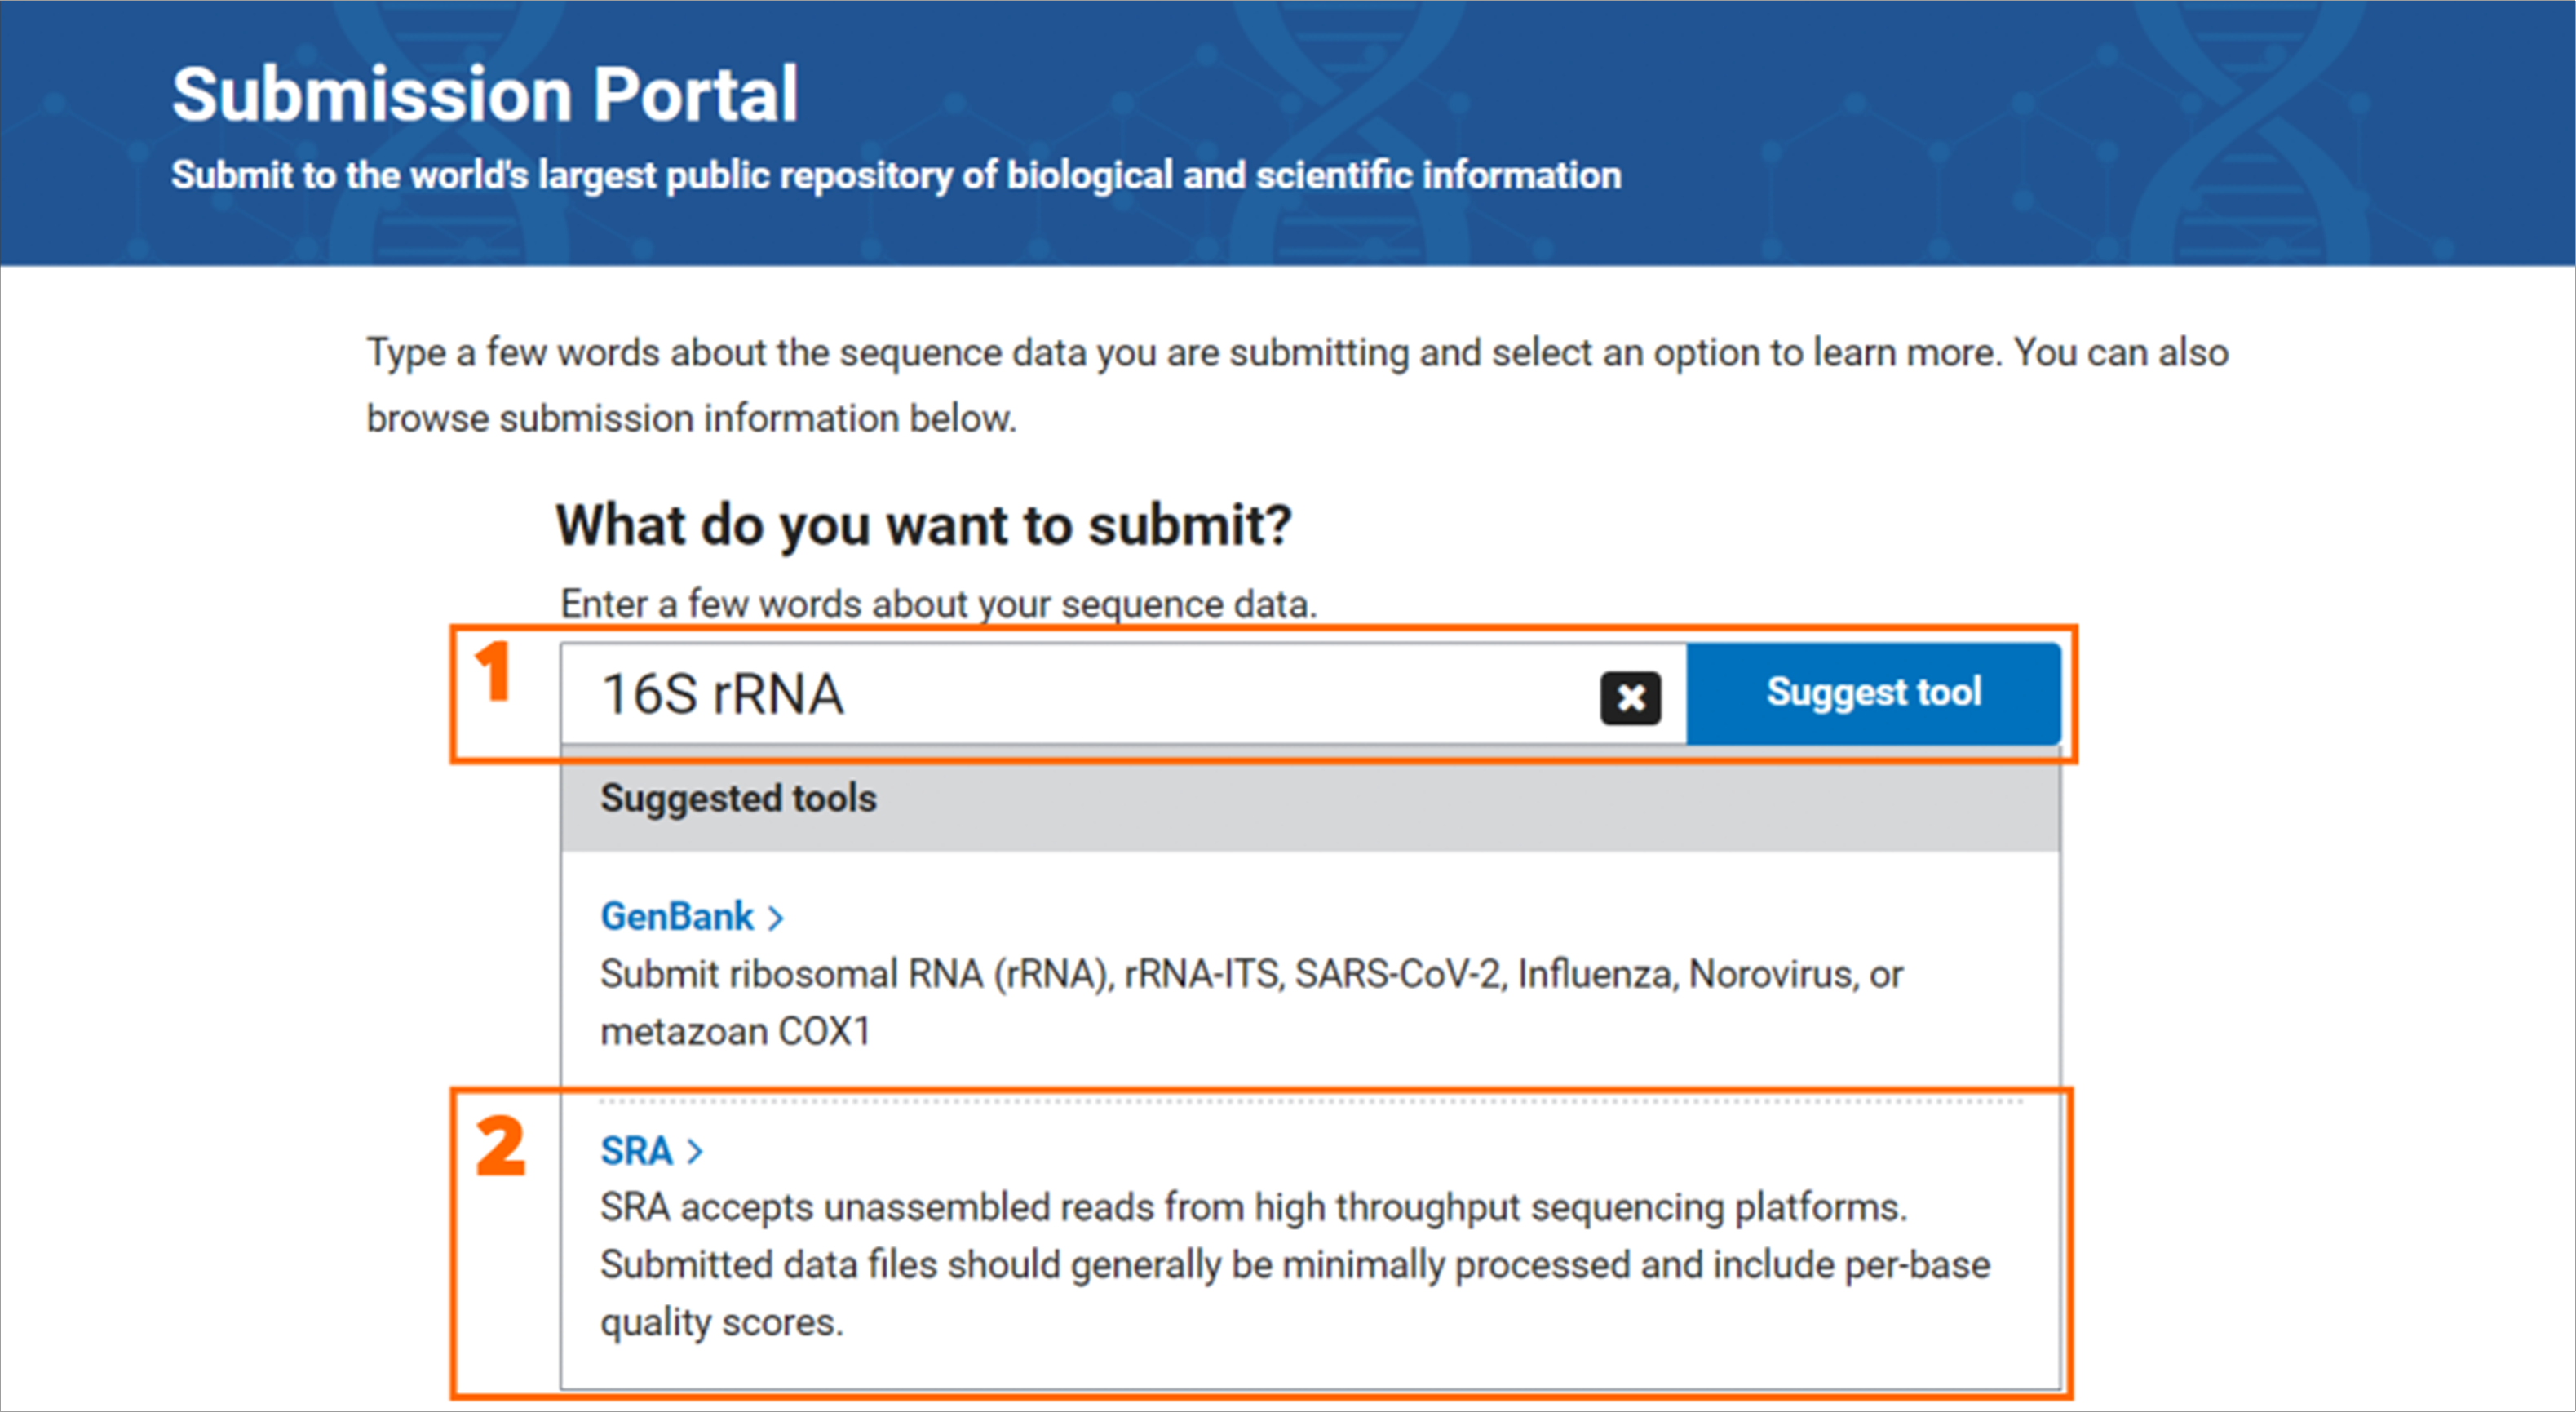 Submission Portal
Submit to the world's largest public repository of biological and scientific information
Type a few words about the sequence data you are submitting and select an option to learn more. You can also
browse submission information below.
What do you want to submit?
Enter a few words about your sequence data.
1
16S rRNA
Suggest tool
Suggested tools
GenBank >
Submit ribosomal RNA (rRNA), rRNA-ITS, SARS-CoV-2, Influenza, Norovirus, or
metazoan COX1
2
SRA >
SRA accepts unassembled reads from high throughput sequencing platforms.
Submitted data files should generally be minimally processed and include per-base
quality scores.